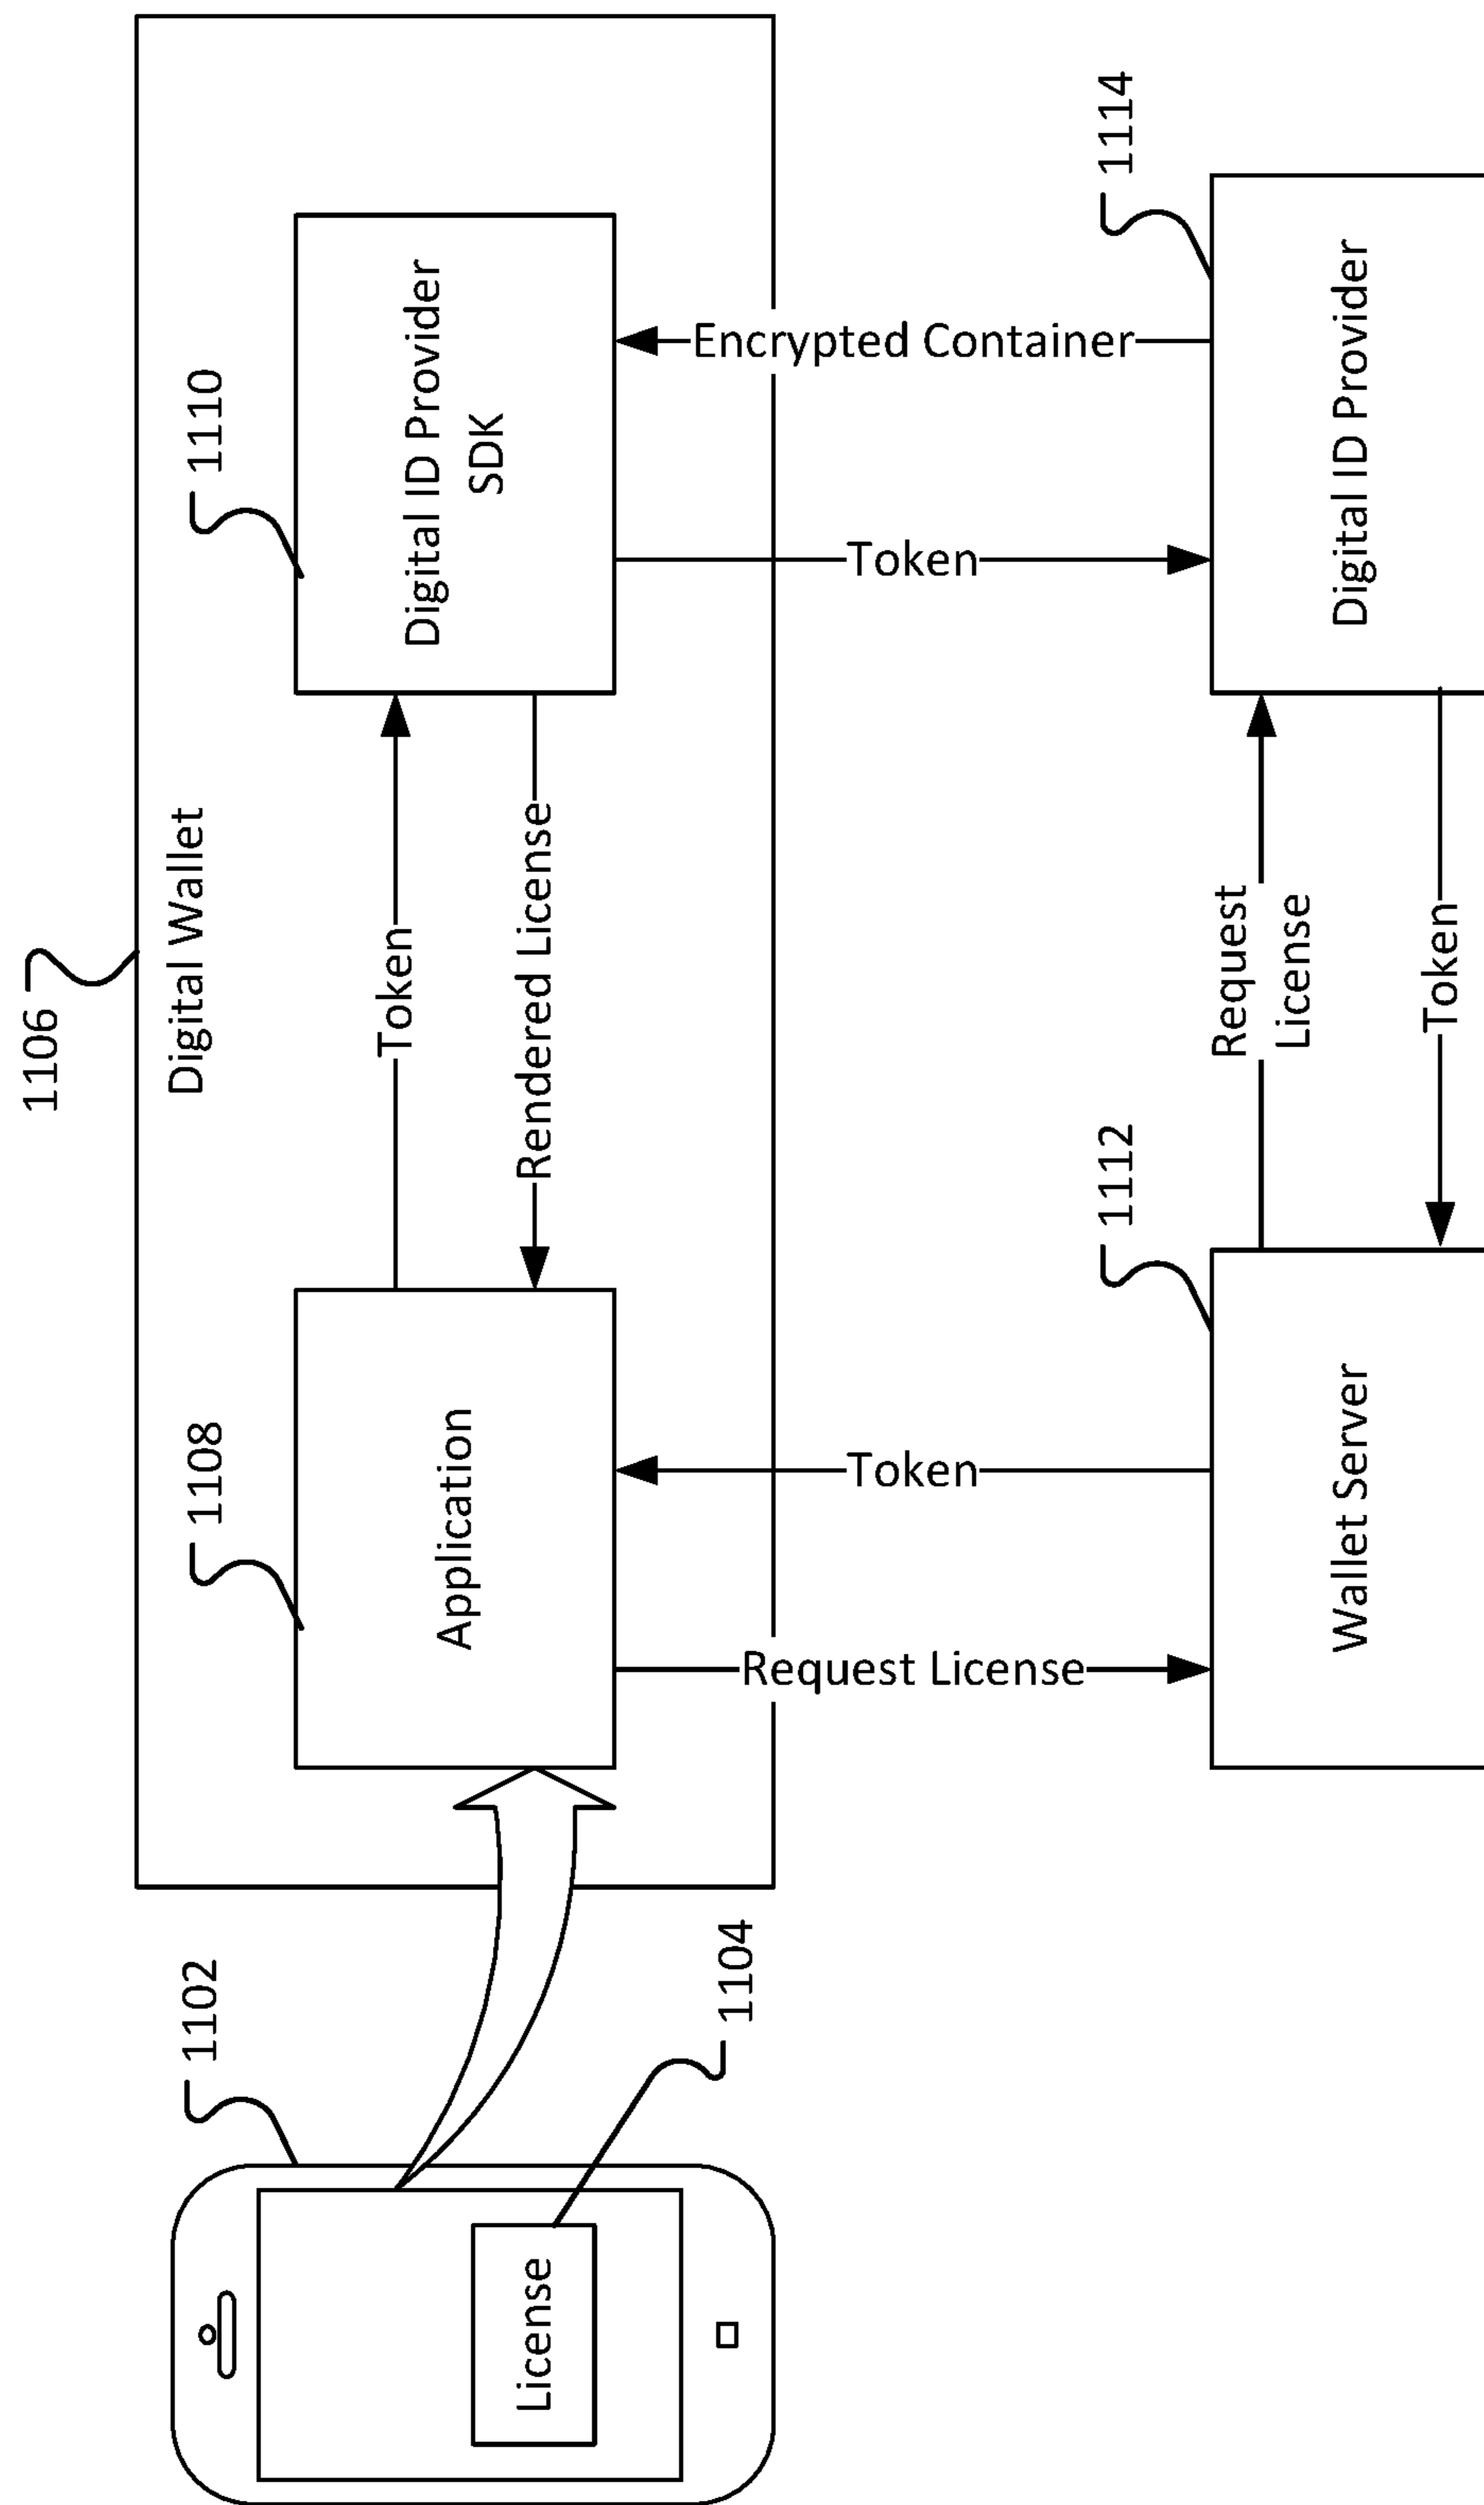 1106
Digital Wallet
1102
1108
1110
License
1104
Application
Token
Rendered License
Digital ID Provider
SDK
Request License
Token
Token
Encrypted Container
1112
1114
Wallet Server
Request
License
Token
Digital ID Provider